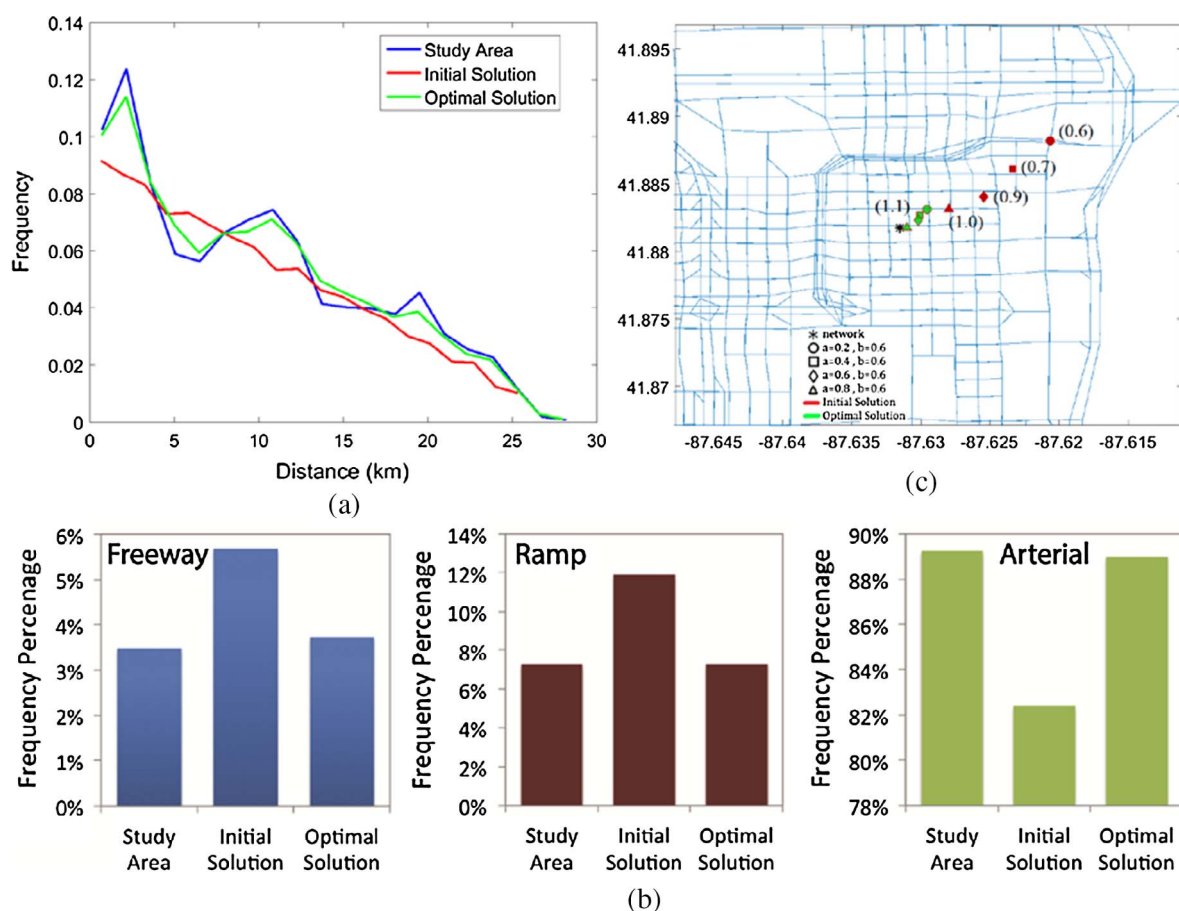 0.14
0.12
0.1
0.08
0.06
0.04
0.02
0
Frequency
Study Area
Initial Solution
Optimal Solution
0 5 10 15 20 25 30
Distance (km)
(a)
41.895
41.89
41.885
41.88
41.875
41.87
(0.6)
(0.7)
(0.9)
(1.0)
(1.1)
network
a=0.2 , b=0.6
a=0.4 , b=0.6
a=0.6 , b=0.6
a=0.8 , b=0.6
Initial Solution
Optimal Solution
-87.645 -87.64 -87.635 -87.63 -87.625 -87.62 -87.615
(c)
Freeway
Frequency Percenage
6%
5%
4%
3%
2%
1%
0%
Study Area
Initial Solution
Optimal Solution
Ramp
Frequency Percenage
14%
12%
10%
8%
6%
4%
2%
0%
Study Area
Initial Solution
Optimal Solution
Arterial
Frequency Percenage
90%
88%
86%
84%
82%
80%
78%
Study Area
Initial Solution
Optimal Solution
(b)